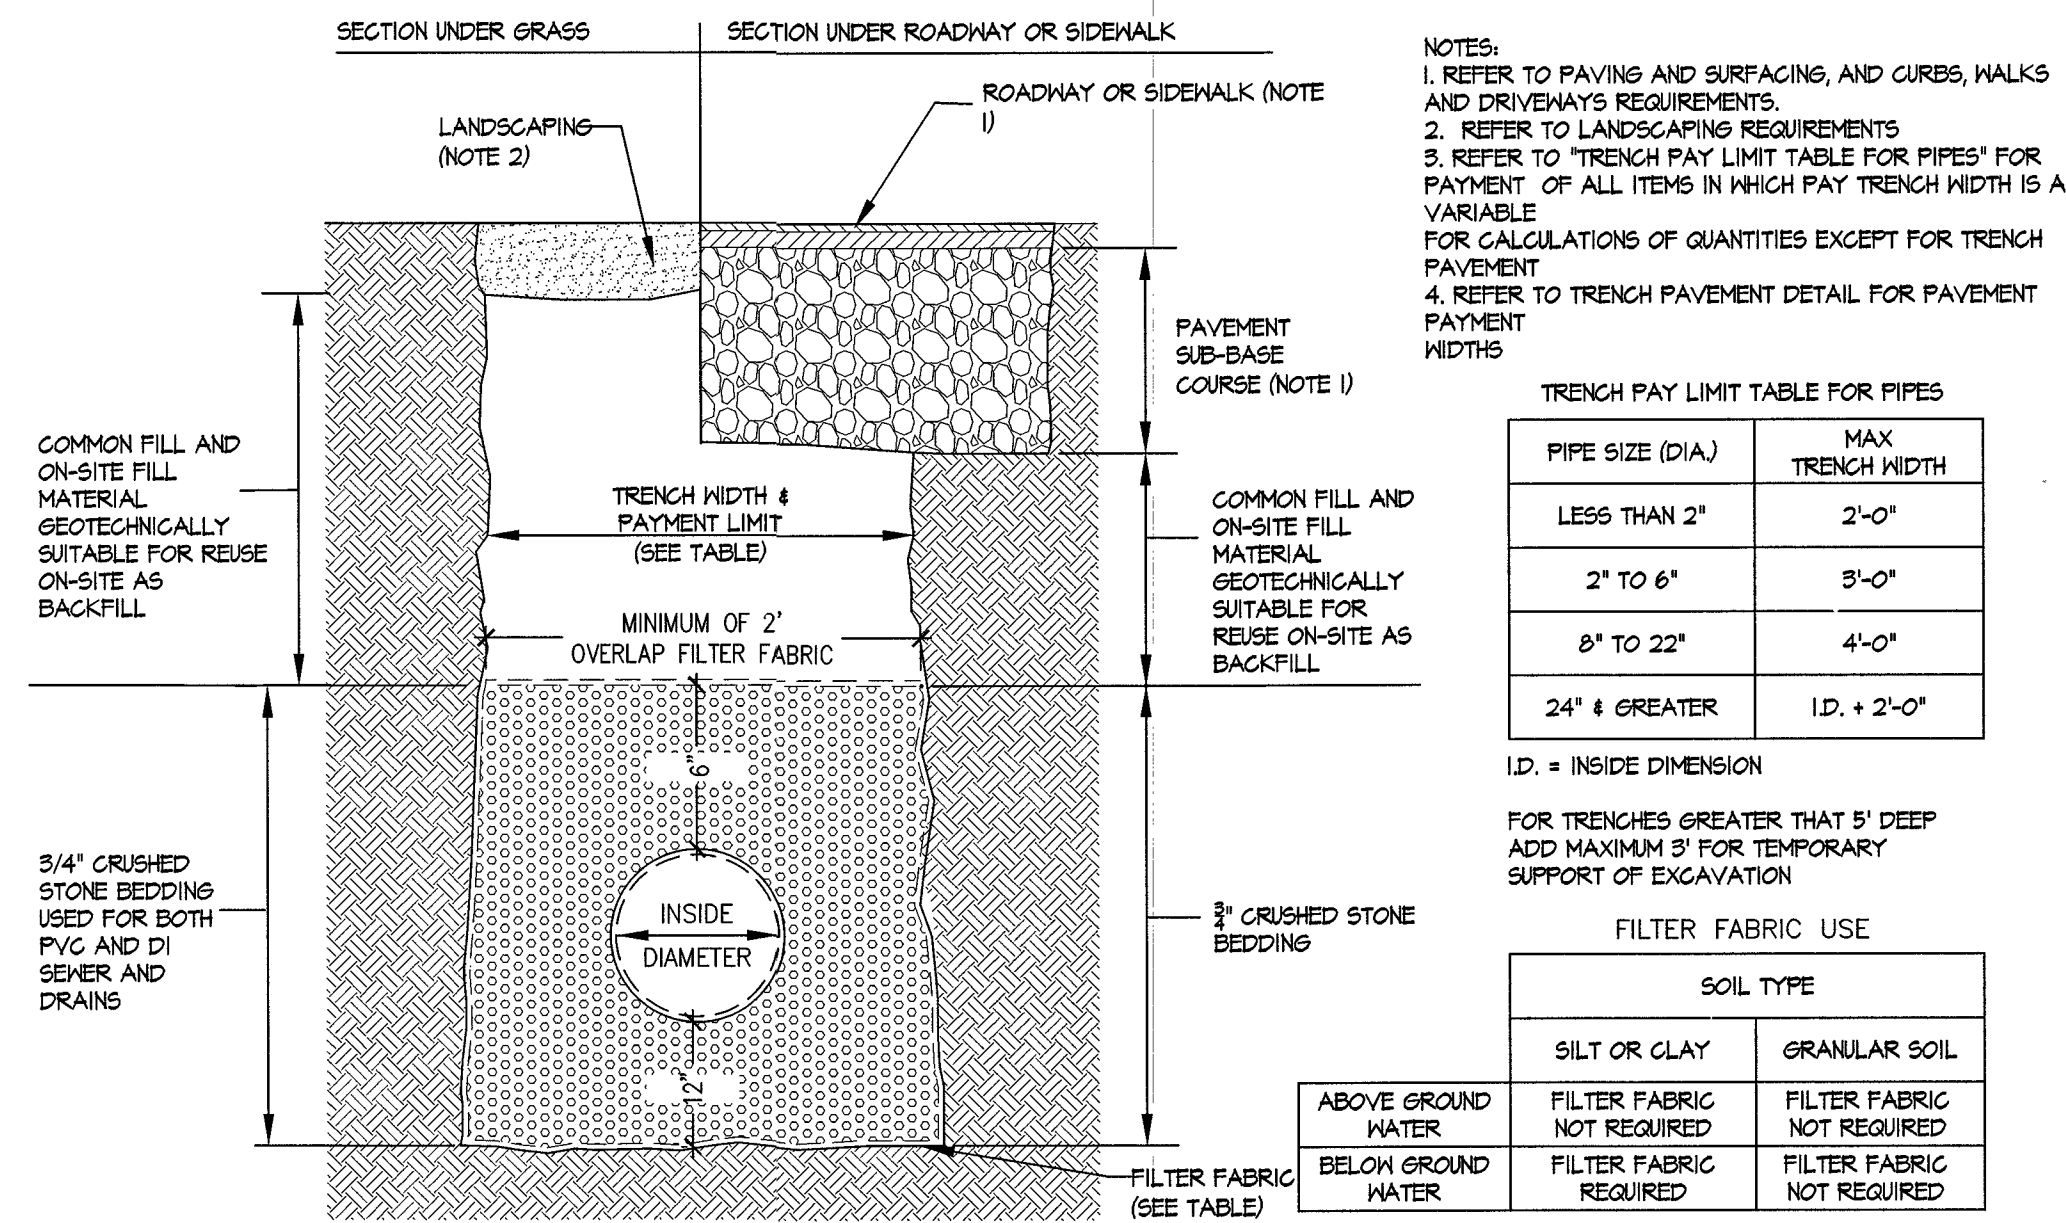 SECTION UNDER GRASS
SECTION UNDER ROADWAY OR SIDEWALK
ROADWAY OR SIDEWALK (NOTE
1)
LANDSCAPING
(NOTE 2)
PAVEMENT
SUB-BASE
COURSE (NOTE 1)
COMMON FILL AND
ON-SITE FILL
MATERIAL
GEOTECHNICALLY
SUITABLE FOR REUSE
ON-SITE AS
BACKFILL
TRENCH WIDTH &
PAYMENT LIMIT
(SEE TABLE)
COMMON FILL AND
ON-SITE FILL
MATERIAL
GEOTECHNICALLY
SUITABLE FOR
REUSE ON-SITE AS
BACKFILL
MINIMUM OF 2'
OVERLAP FILTER FABRIC
6"
3/4" CRUSHED
STONE BEDDING
USED FOR BOTH
PVC AND DI
SEWER AND
DRAINS
INSIDE
DIAMETER
3/4" CRUSHED STONE
BEDDING
12"
FILTER FABRIC
(SEE TABLE)
NOTES:
1. REFER TO PAVING AND SURFACING, AND CURBS, WALKS
AND DRIVEWAYS REQUIREMENTS.
2. REFER TO LANDSCAPING REQUIREMENTS
3. REFER TO "TRENCH PAY LIMIT TABLE FOR PIPES" FOR
PAYMENT OF ALL ITEMS IN WHICH PAY TRENCH WIDTH IS A
VARIABLE
FOR CALCULATIONS OF QUANTITIES EXCEPT FOR TRENCH
PAVEMENT
4. REFER TO TRENCH PAVEMENT DETAIL FOR PAVEMENT
PAYMENT
WIDTHS
TRENCH PAY LIMIT TABLE FOR PIPES
PIPE SIZE (DIA.)
MAX
TRENCH WIDTH
LESS THAN 2"
2'-0"
2" TO 6"
3'-0"
8" TO 22"
4'-0"
24" & GREATER
I.D. + 2'-0"
I.D. = INSIDE DIMENSION
FOR TRENCHES GREATER THAT 5' DEEP
ADD MAXIMUM 3' FOR TEMPORARY
SUPPORT OF EXCAVATION
FILTER FABRIC USE
SOIL TYPE
SILT OR CLAY
GRANULAR SOIL
ABOVE GROUND
WATER
FILTER FABRIC
NOT REQUIRED
FILTER FABRIC
NOT REQUIRED
BELOW GROUND
WATER
FILTER FABRIC
REQUIRED
FILTER FABRIC
NOT REQUIRED